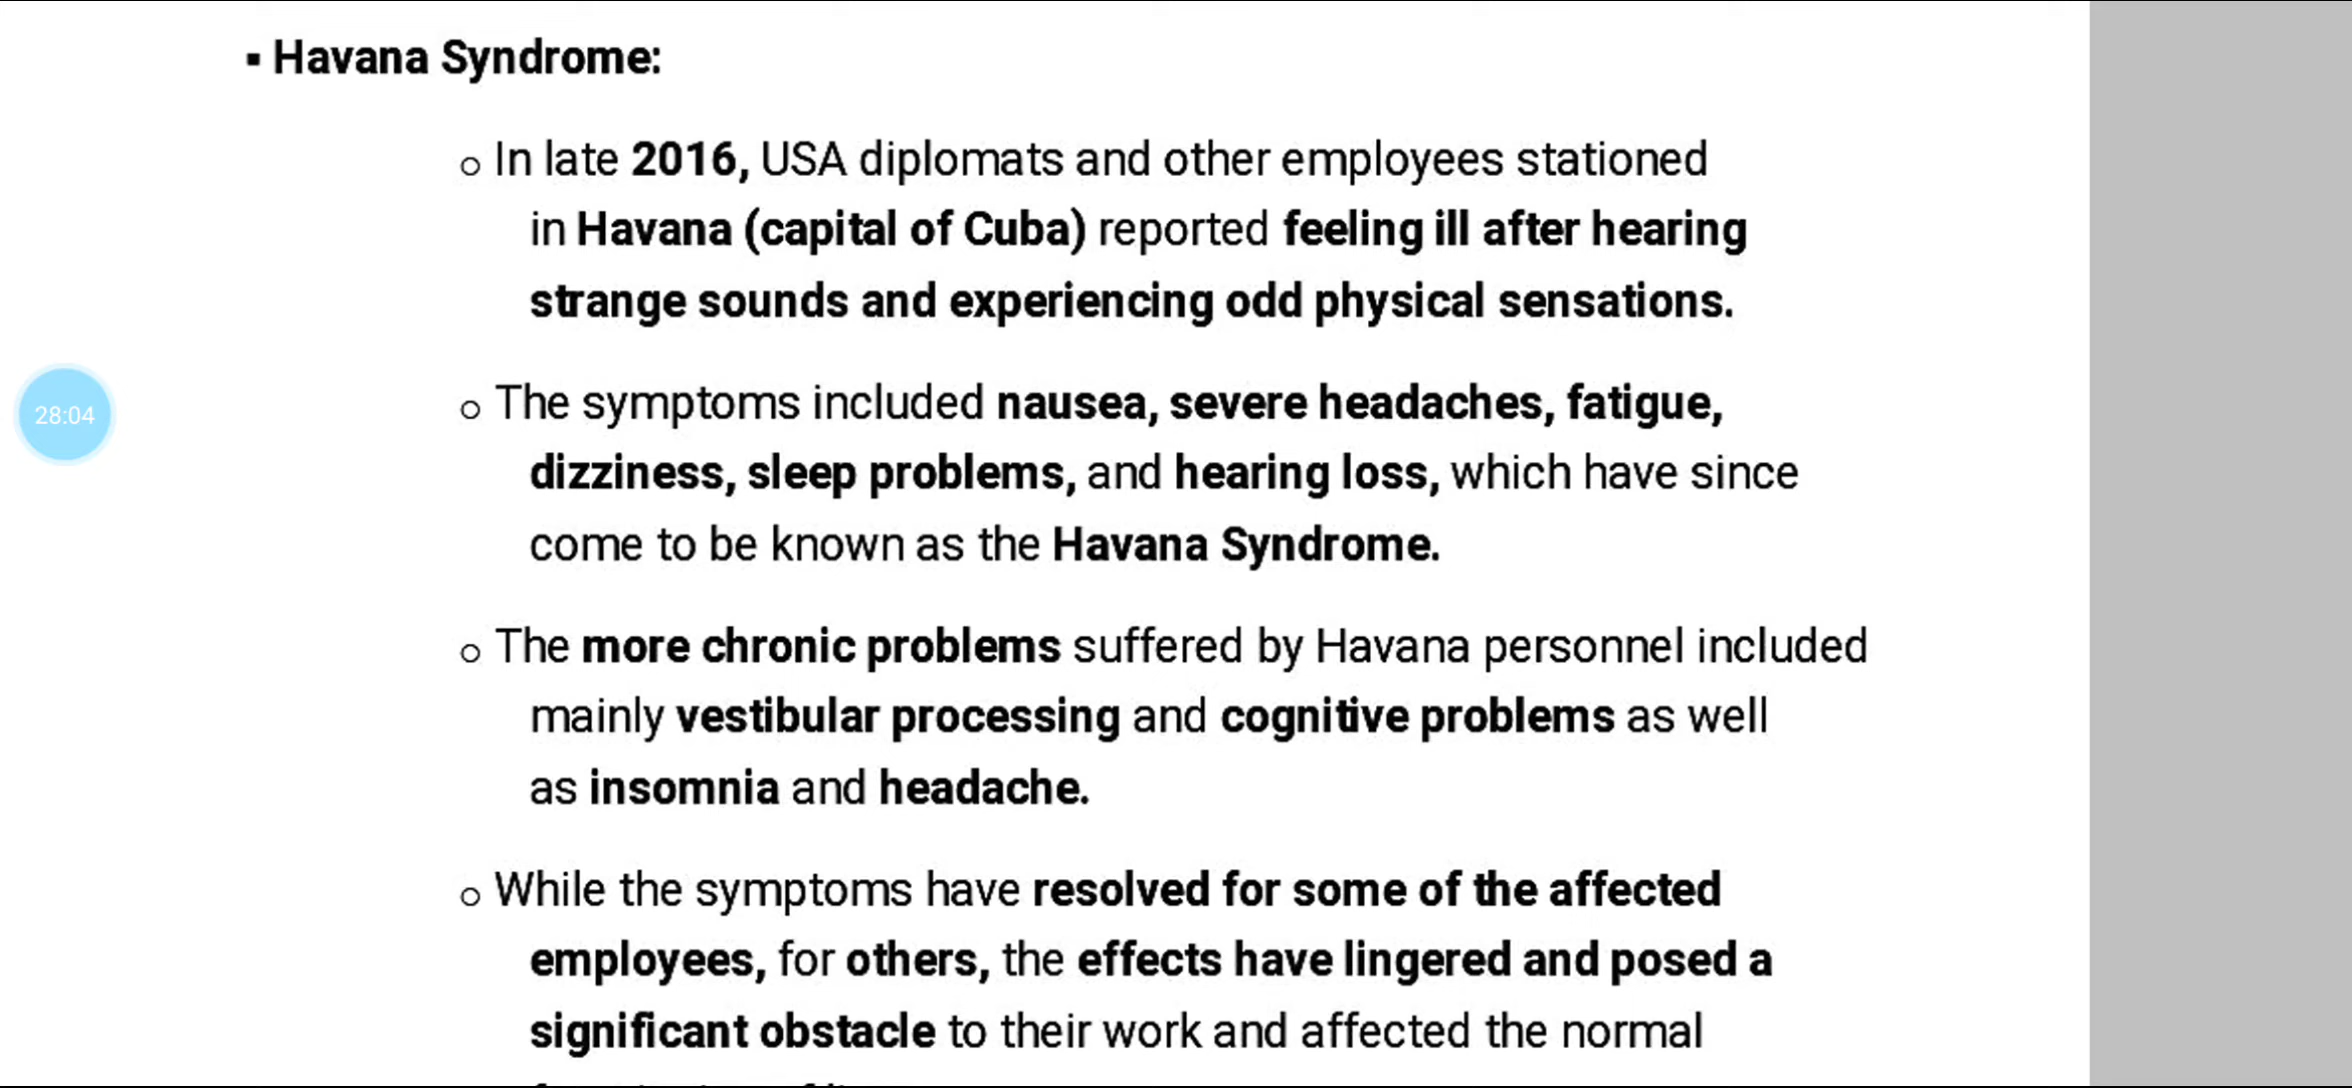 ▪ Havana Syndrome:
o In late 2016, USA diplomats and other employees stationed
in Havana (capital of Cuba) reported feeling ill after hearing
strange sounds and experiencing odd physical sensations.
28:04
o The symptoms included nausea, severe headaches, fatigue,
dizziness, sleep problems, and hearing loss, which have since
come to be known as the Havana Syndrome.
o The more chronic problems suffered by Havana personnel included
mainly vestibular processing and cognitive problems as well
as insomnia and headache.
o While the symptoms have resolved for some of the affected
employees, for others, the effects have lingered and posed a
significant obstacle to their work and affected the normal